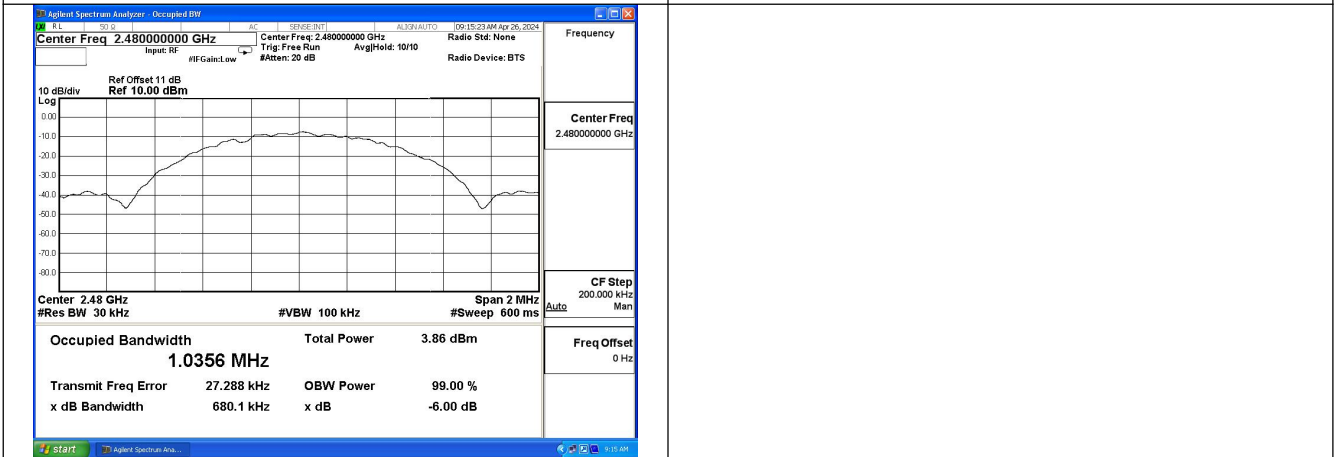 Agilent Spectrum Analyzer - Occupied BW
RL 50 Ω AC SENSE:INT ALIGN AUTO 09:15:23 AM Apr 26, 2024
Center Freq 2.480000000 GHz
Input: RF
#IFGain:Low
Center Freq: 2.480000000 GHz
Trig: Free Run Avg|Hold: 10/10
#Atten: 20 dB
Radio Std: None
Radio Device: BTS
Ref Offset 11 dB
10 dB/div Ref 10.00 dBm
Log
0.00
-10.0
-20.0
-30.0
-40.0
-50.0
-60.0
-70.0
-80.0
Center 2.48 GHz Span 2 MHz
#Res BW 30 kHz #VBW 100 kHz #Sweep 600 ms
Occupied Bandwidth Total Power 3.86 dBm
1.0356 MHz
Transmit Freq Error 27.288 kHz OBW Power 99.00 %
x dB Bandwidth 680.1 kHz x dB -6.00 dB
Frequency
Center Freq
2.480000000 GHz
CF Step
200.000 kHz
Auto Man
Freq Offset
0 Hz
start Agilent Spectrum Ana... 9:15 AM